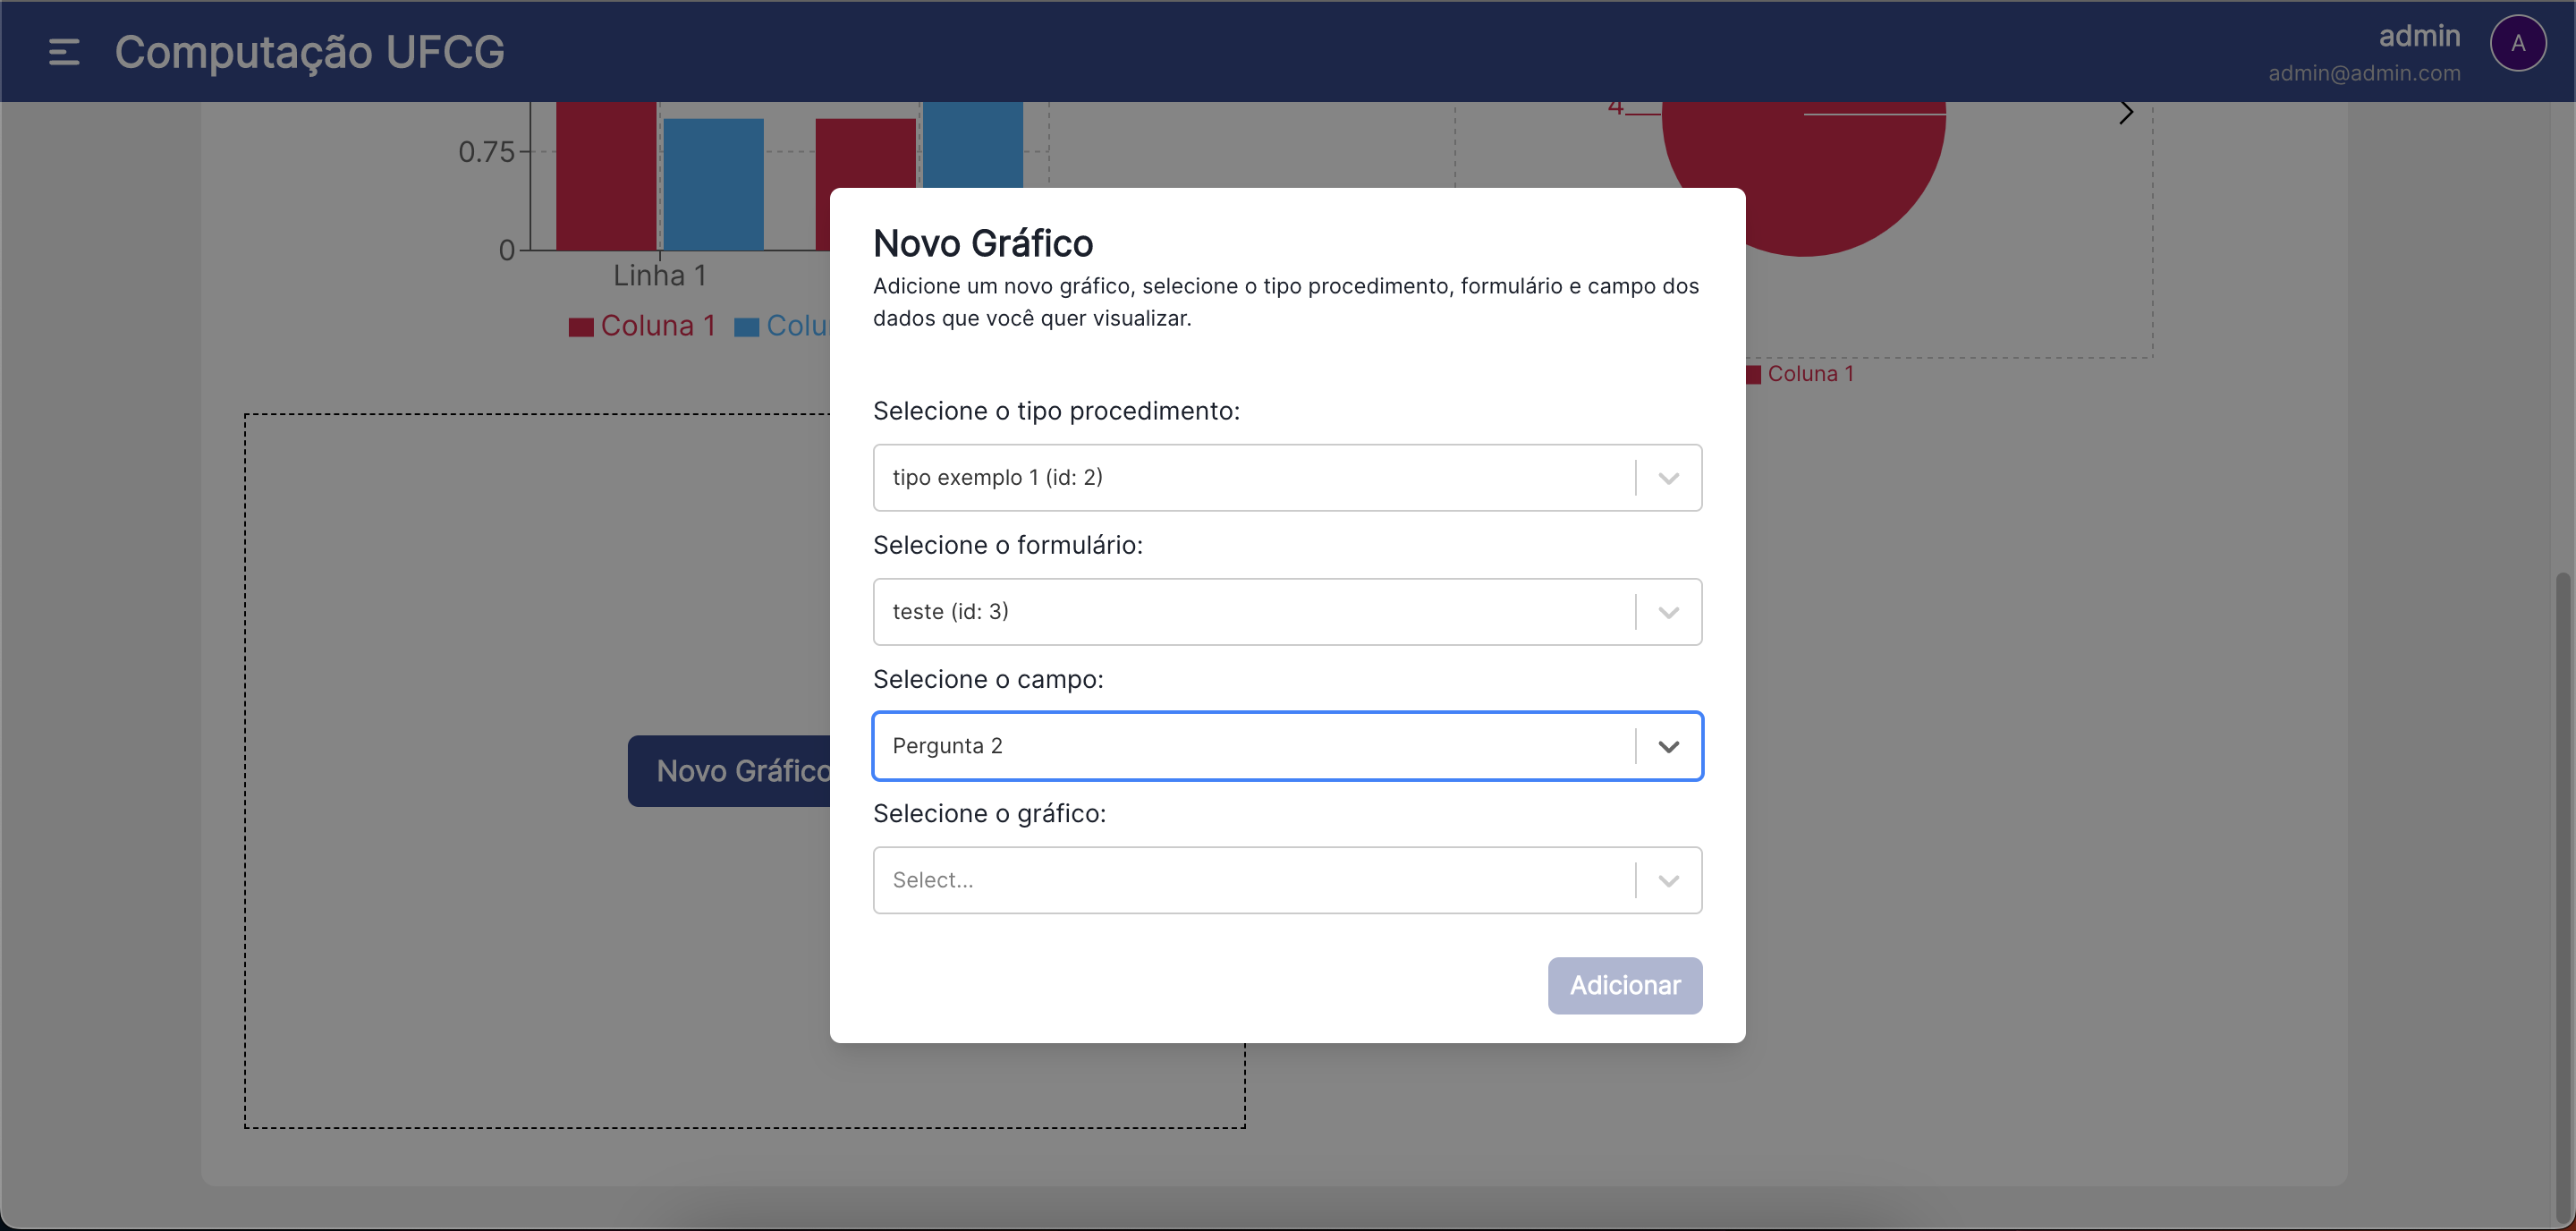 Computação UFCG
admin
admin@admin.com
A
0.75
0
Linha 1
Coluna 1
Colu
4
Coluna 1
Novo Gráfico
Novo Gráfico
Adicione um novo gráfico, selecione o tipo procedimento, formulário e campo dos
dados que você quer visualizar.
Selecione o tipo procedimento:
tipo exemplo 1 (id: 2)
Selecione o formulário:
teste (id: 3)
Selecione o campo:
Pergunta 2
Selecione o gráfico:
Select...
Adicionar